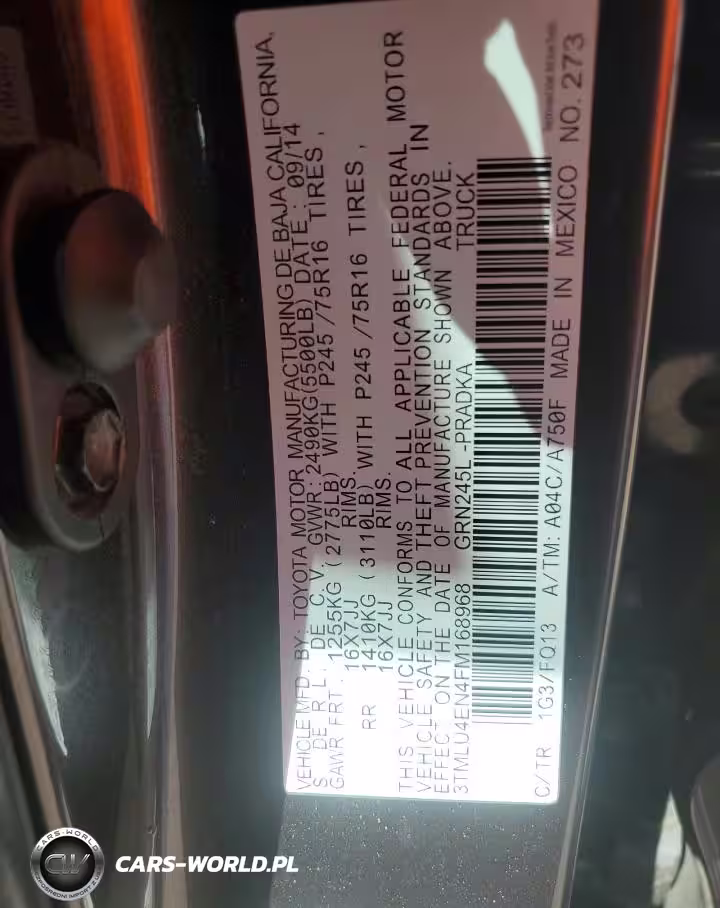 VEHICLE MFD. BY: TOYOTA MOTOR MANUFACTURING DE BAJA CALIFORNIA,
S. DE R.L. DE C.V. GVWR: 2490KG(5500LB) DATE: 09/14
GAWR FRT. 1255KG (2775LB) WITH P245 /75R16 TIRES ,
16X7JJ RIMS.
RR 1410KG (3110LB) WITH P245 /75R16 TIRES ,
16X7JJ RIMS.
THIS VEHICLE CONFORMS TO ALL APPLICABLE FEDERAL MOTOR
VEHICLE SAFETY AND THEFT PREVENTION STANDARDS IN
EFFECT ON THE DATE OF MANUFACTURE SHOWN ABOVE.
3TMLU4EN4FM168968 GRN245L-PRADKA TRUCK
C/TR 1G3/FQ13 A/TM: A04C/A750F MADE IN MEXICO NO. 273
CARS-WORLD
CW
CARS-WORLD.PL